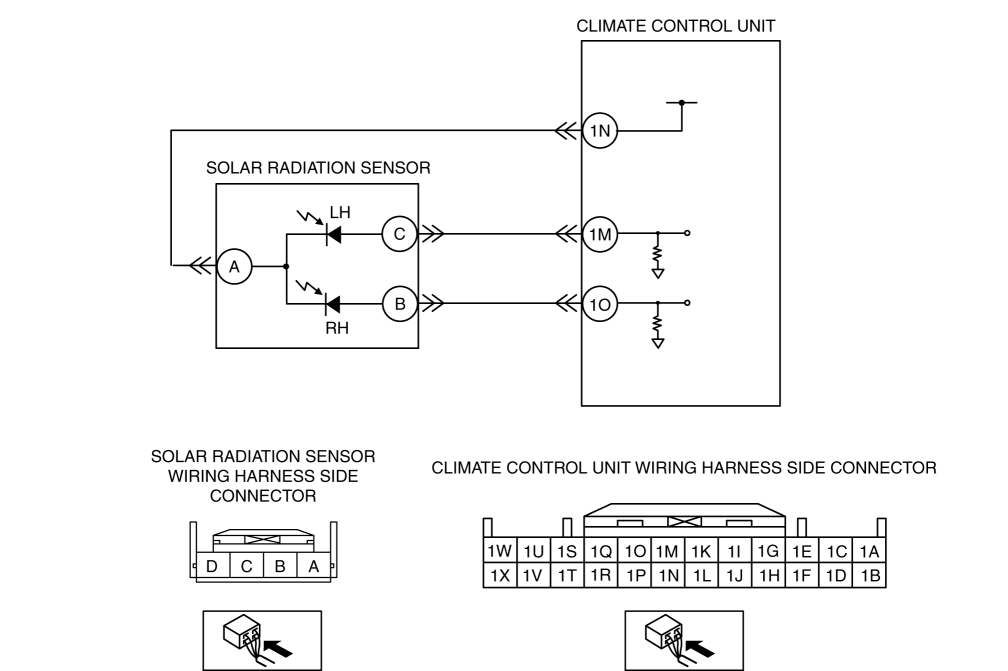 CLIMATE CONTROL UNIT
1N
SOLAR RADIATION SENSOR
LH
C
1M
A
B
1O
RH
SOLAR RADIATION SENSOR
WIRING HARNESS SIDE
CONNECTOR
CLIMATE CONTROL UNIT WIRING HARNESS SIDE CONNECTOR
D C B A
1W 1U 1S 1Q 1O 1M 1K 1I 1G 1E 1C 1A
1X 1V 1T 1R 1P 1N 1L 1J 1H 1F 1D 1B